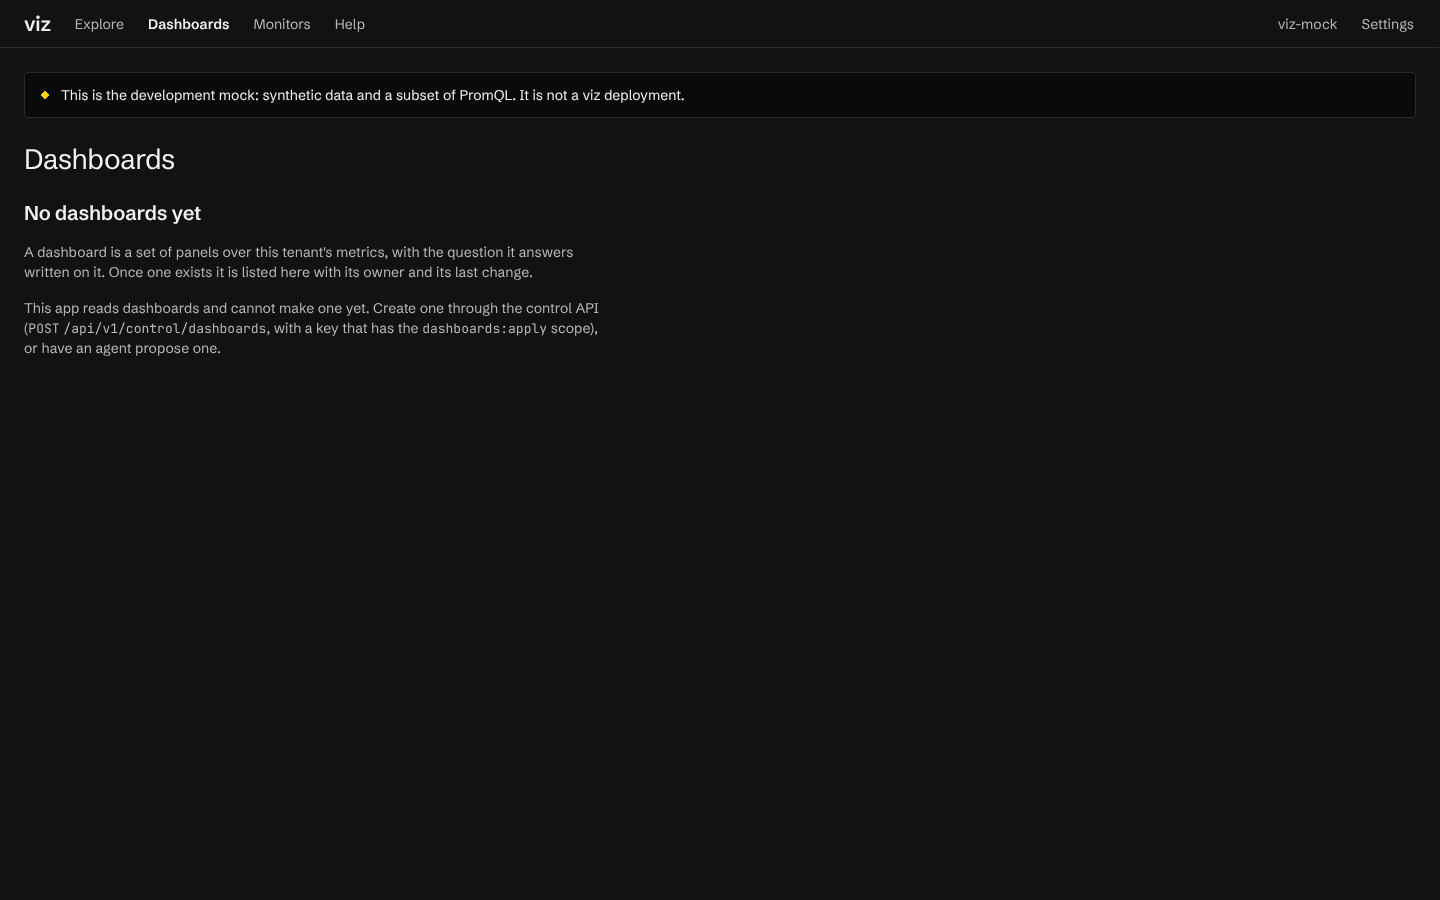 viz Explore Dashboards Monitors Help viz-mock Settings
This is the development mock: synthetic data and a subset of PromQL. It is not a viz deployment.
Dashboards
No dashboards yet
A dashboard is a set of panels over this tenant's metrics, with the question it answers
written on it. Once one exists it is listed here with its owner and its last change.
This app reads dashboards and cannot make one yet. Create one through the control API
(POST /api/v1/control/dashboards, with a key that has the dashboards:apply scope),
or have an agent propose one.